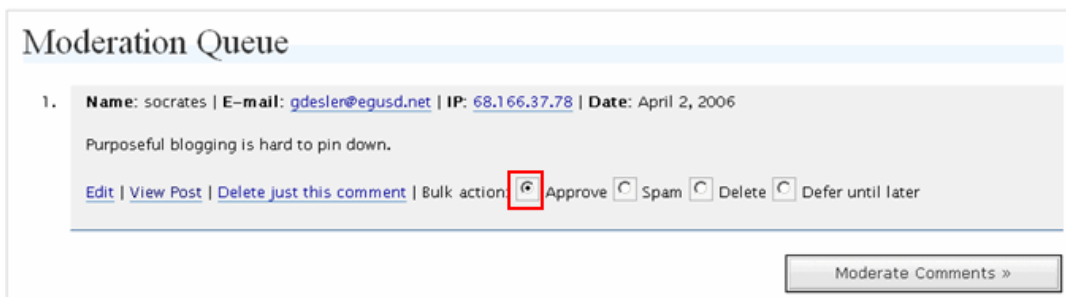 Moderation Queue
1. Name: socrates | E-mail: gdesler@egusd.net | IP: 68.166.37.78 | Date: April 2, 2006
Purposeful blogging is hard to pin down.
Edit | View Post | Delete just this comment | Bulk action: Approve Spam Delete Defer until later
Moderate Comments »